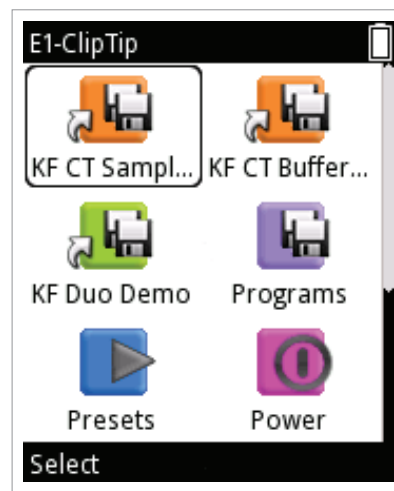 E1-ClipTip
KF CT Sampl... KF CT Buffer...
KF Duo Demo Programs
Presets Power
Select